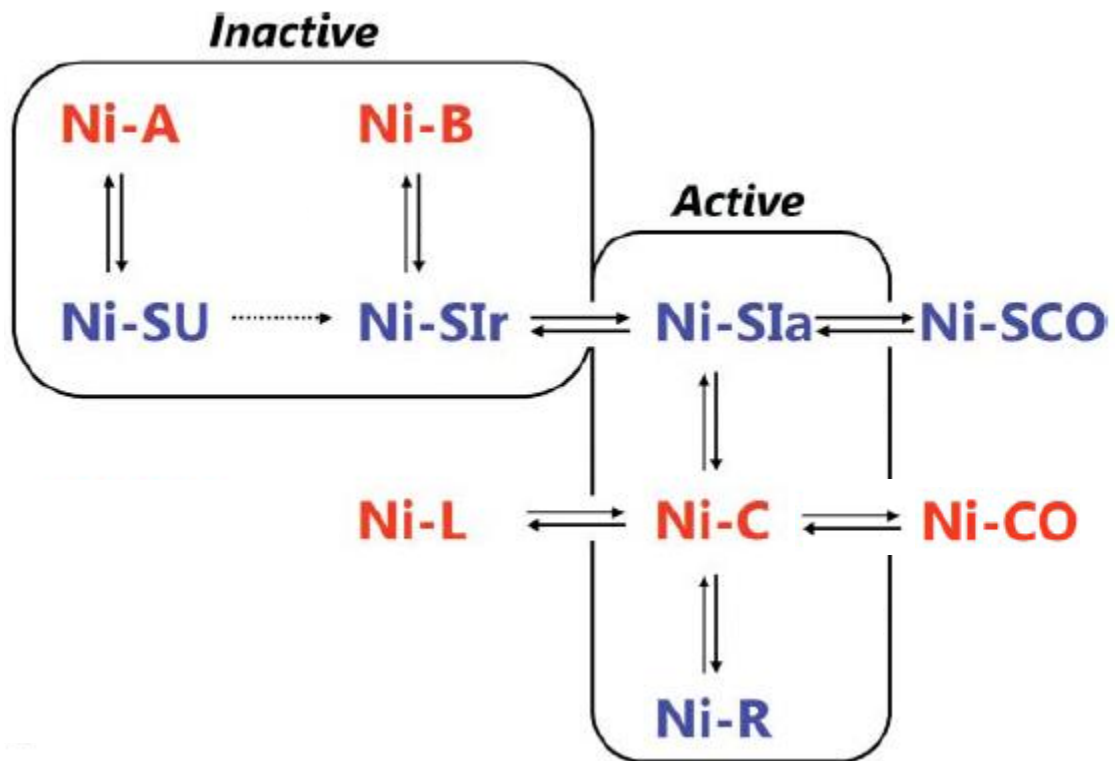 Inactive
Ni-A Ni-B
Active
Ni-SU Ni-SIr Ni-SIa Ni-SCO
Ni-L Ni-C Ni-CO
Ni-R